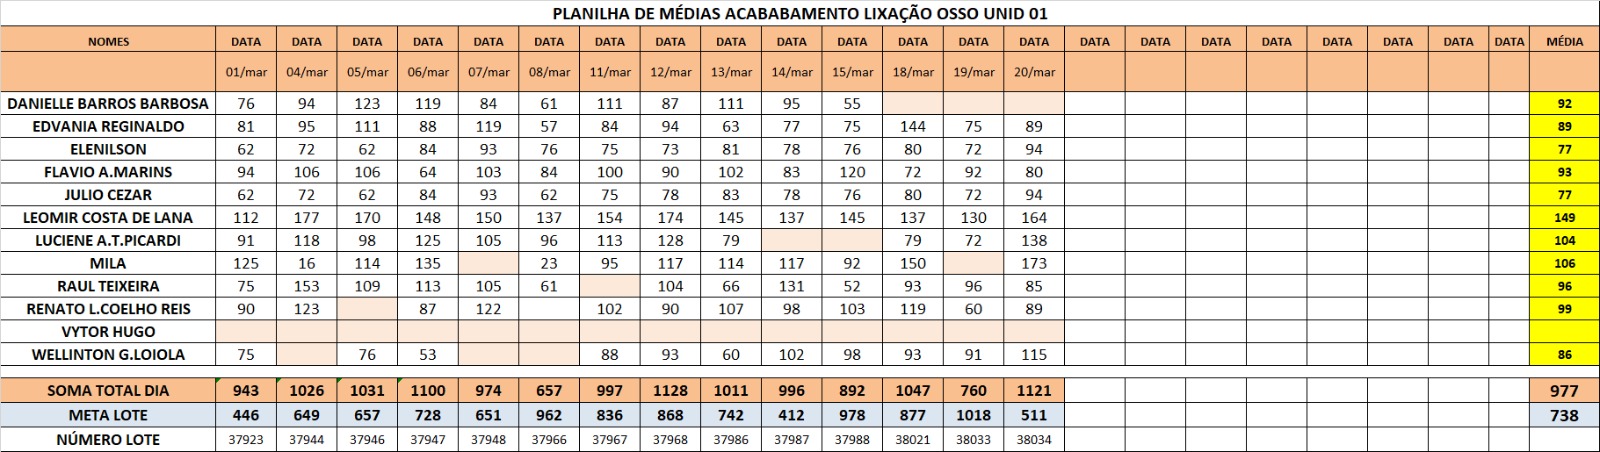 PLANILHA DE MÉDIAS ACABABAMENTO LIXAÇÃO OSSO UNID 01
NOMES DATA DATA DATA DATA DATA DATA DATA DATA DATA DATA DATA DATA DATA DATA DATA DATA DATA DATA DATA DATA DATA DATA MÉDIA
01/mar 04/mar 05/mar 06/mar 07/mar 08/mar 11/mar 12/mar 13/mar 14/mar 15/mar 18/mar 19/mar 20/mar
DANIELLE BARROS BARBOSA 76 94 123 119 84 61 111 87 111 95 55 92
EDVANIA REGINALDO 81 95 111 88 119 57 84 94 63 77 75 144 75 89 89
ELENILSON 62 72 62 84 93 76 75 73 81 78 76 80 72 94 77
FLAVIO A.MARINS 94 106 106 64 103 84 100 90 102 83 120 72 92 80 93
JULIO CEZAR 62 72 62 84 93 62 75 78 83 78 76 80 72 94 77
LEOMIR COSTA DE LANA 112 177 170 148 150 137 154 174 145 137 145 137 130 164 149
LUCIENE A.T.PICARDI 91 118 98 125 105 96 113 128 79 79 72 138 104
MILA 125 16 114 135 23 95 117 114 117 92 150 173 106
RAUL TEIXEIRA 75 153 109 113 105 61 104 66 131 52 93 96 85 96
RENATO L.COELHO REIS 90 123 87 122 102 90 107 98 103 119 60 89 99
VYTOR HUGO
WELLINTON G.LOIOLA 75 76 53 88 93 60 102 98 93 91 115 86
SOMA TOTAL DIA 943 1026 1031 1100 974 657 997 1128 1011 996 892 1047 760 1121 977
META LOTE 446 649 657 728 651 962 836 868 742 412 978 877 1018 511 738
NÚMERO LOTE 37923 37944 37946 37947 37948 37966 37967 37968 37986 37987 37988 38021 38033 38034